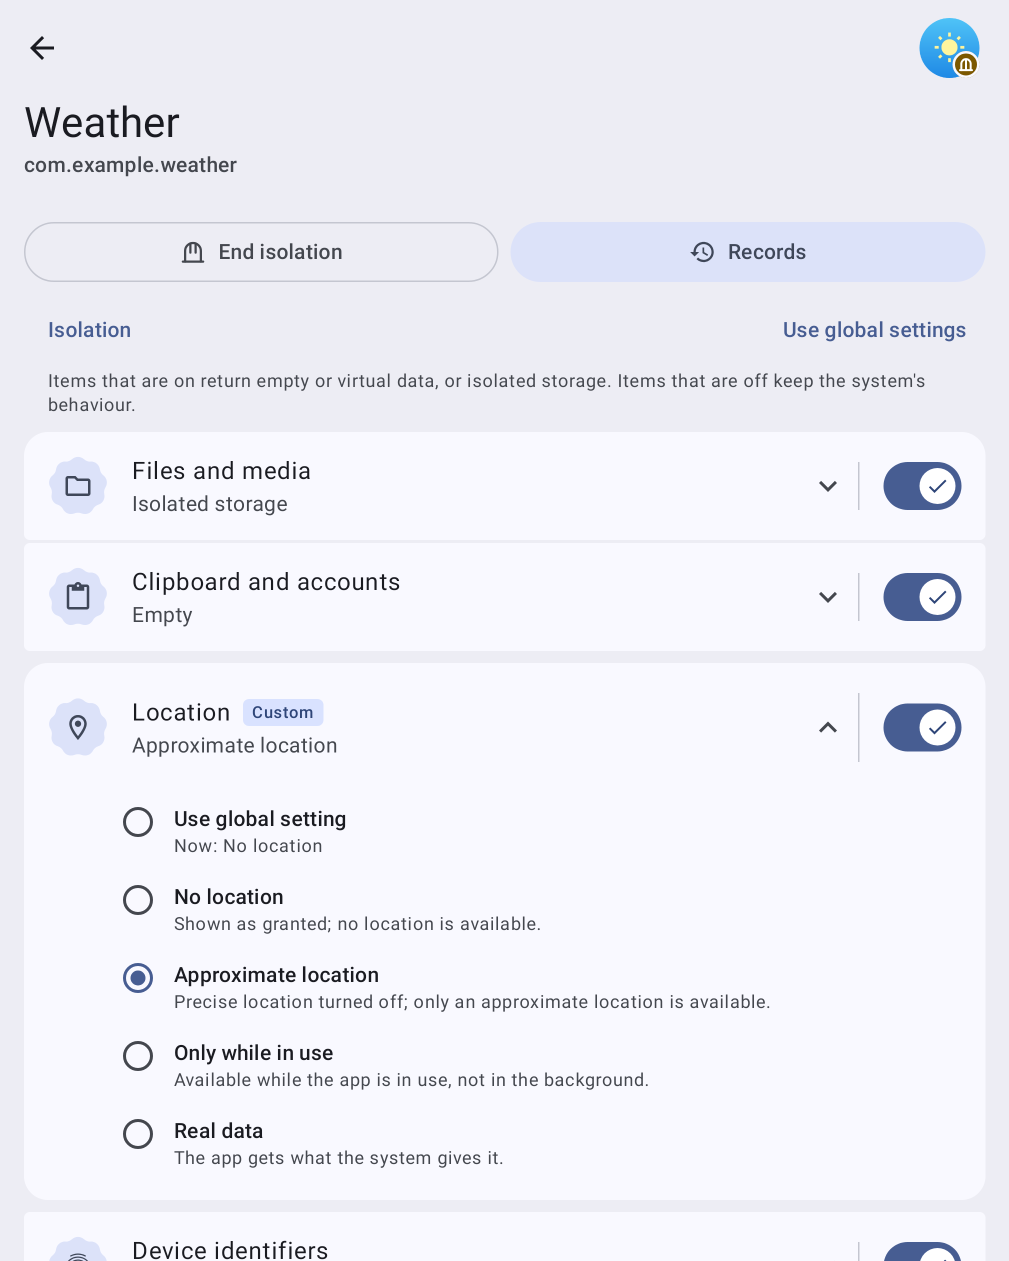 Weather
com.example.weather
End isolation
Records
Isolation
Use global settings
Items that are on return empty or virtual data, or isolated storage. Items that are off keep the system's
behaviour.
Files and media
Isolated storage
Clipboard and accounts
Empty
Location
Custom
Approximate location
Use global setting
Now: No location
No location
Shown as granted; no location is available.
Approximate location
Precise location turned off; only an approximate location is available.
Only while in use
Available while the app is in use, not in the background.
Real data
The app gets what the system gives it.
Device identifiers